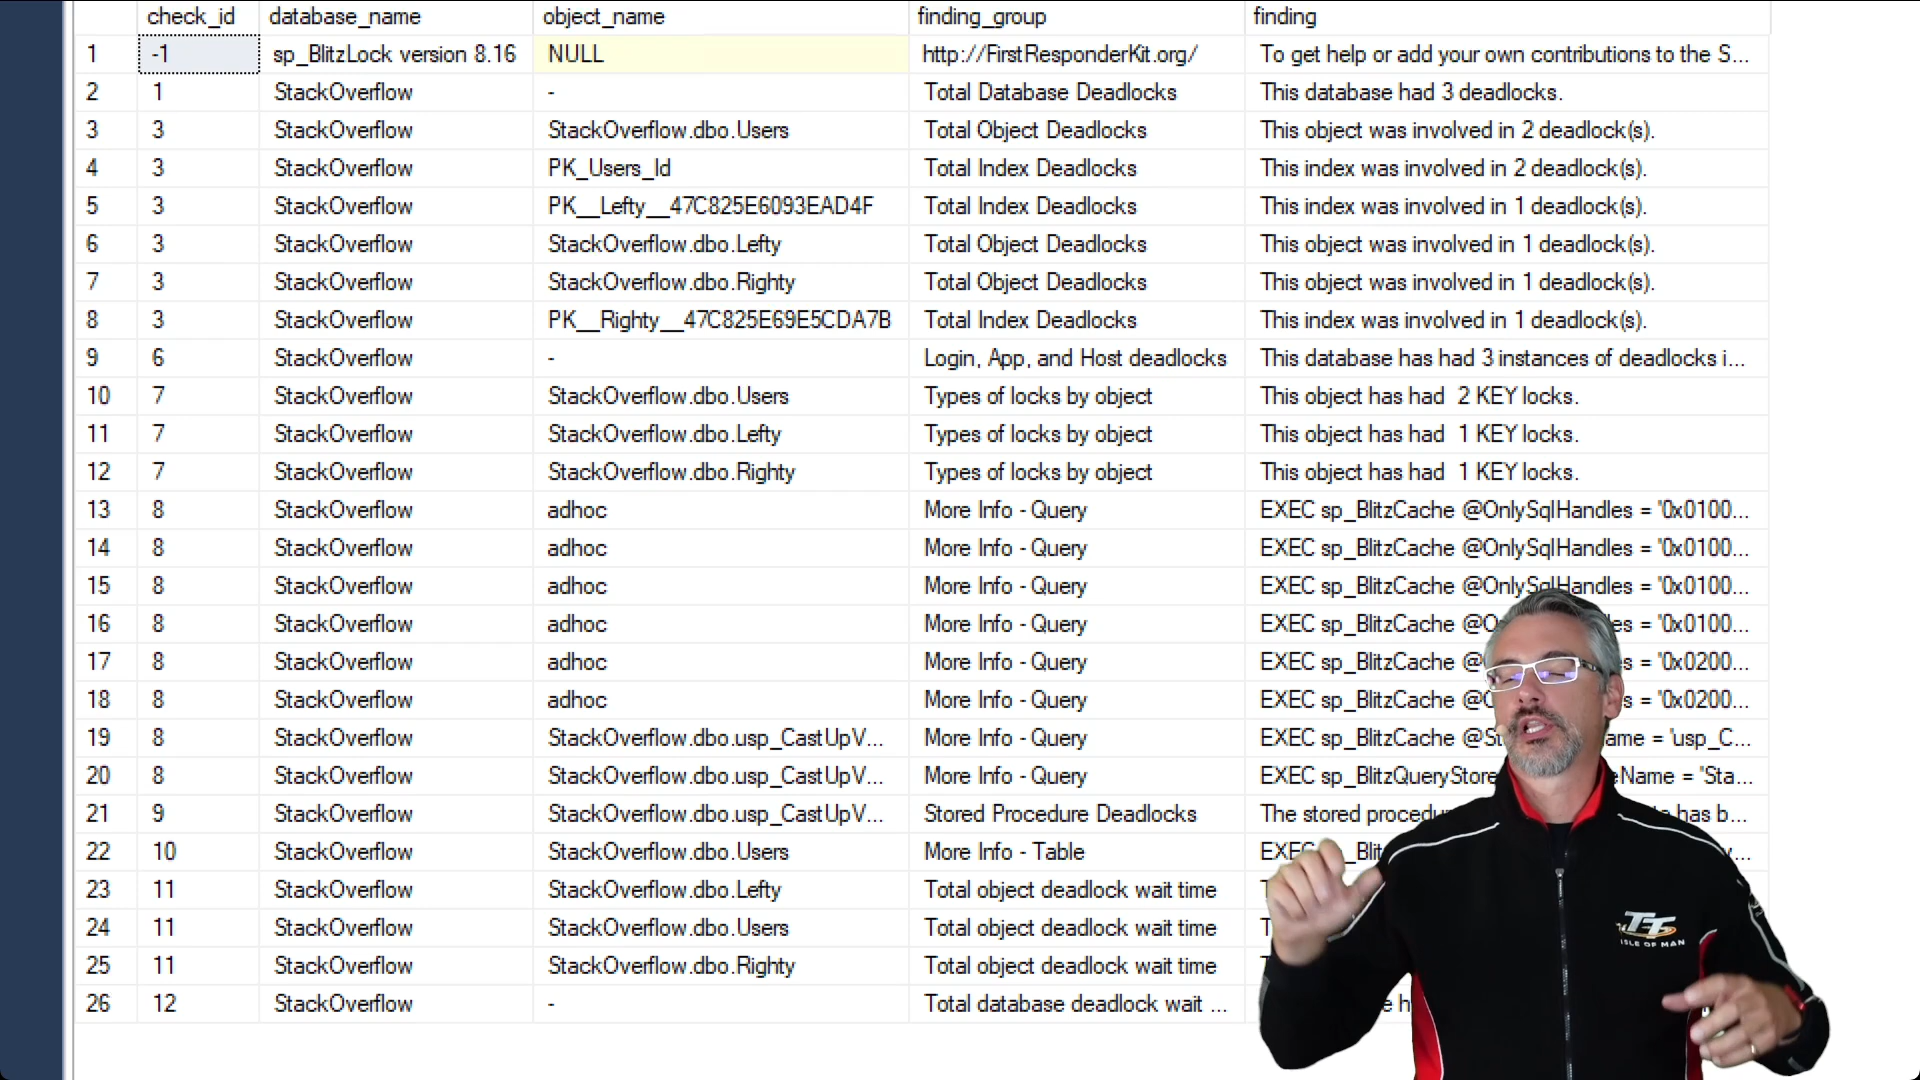 check_id database_name object_name finding_group finding
1 -1 sp_BlitzLock version 8.16 NULL http://FirstResponderKit.org/ To get help or add your own contributions to the S...
2 1 StackOverflow - Total Database Deadlocks This database had 3 deadlocks.
3 3 StackOverflow StackOverflow.dbo.Users Total Object Deadlocks This object was involved in 2 deadlock(s).
4 3 StackOverflow PK_Users_Id Total Index Deadlocks This index was involved in 2 deadlock(s).
5 3 StackOverflow PK__Lefty__47C825E6093EAD4F Total Index Deadlocks This index was involved in 1 deadlock(s).
6 3 StackOverflow StackOverflow.dbo.Lefty Total Object Deadlocks This object was involved in 1 deadlock(s).
7 3 StackOverflow StackOverflow.dbo.Righty Total Object Deadlocks This object was involved in 1 deadlock(s).
8 3 StackOverflow PK__Righty__47C825E69E5CDA7B Total Index Deadlocks This index was involved in 1 deadlock(s).
9 6 StackOverflow - Login, App, and Host deadlocks This database has had 3 instances of deadlocks i...
10 7 StackOverflow StackOverflow.dbo.Users Types of locks by object This object has had 2 KEY locks.
11 7 StackOverflow StackOverflow.dbo.Lefty Types of locks by object This object has had 1 KEY locks.
12 7 StackOverflow StackOverflow.dbo.Righty Types of locks by object This object has had 1 KEY locks.
13 8 StackOverflow adhoc More Info - Query EXEC sp_BlitzCache @OnlySqlHandles = '0x0100...
14 8 StackOverflow adhoc More Info - Query EXEC sp_BlitzCache @OnlySqlHandles = '0x0100...
15 8 StackOverflow adhoc More Info - Query EXEC sp_BlitzCache @OnlySqlHandles = '0x0100...
16 8 StackOverflow adhoc More Info - Query EXEC sp_BlitzCache = '0x0100...
17 8 StackOverflow adhoc More Info - Query EXEC sp_BlitzCache = '0x0200...
18 8 StackOverflow adhoc More Info - Query EXEC sp_BlitzCache = '0x0200...
19 8 StackOverflow StackOverflow.dbo.usp_CastUpV... More Info - Query EXEC sp_BlitzCache = 'usp_C...
20 8 StackOverflow StackOverflow.dbo.usp_CastUpV... More Info - Query EXEC sp_BlitzQueryStore = 'Sta...
21 9 StackOverflow StackOverflow.dbo.usp_CastUpV... Stored Procedure Deadlocks The stored has b...
22 10 StackOverflow StackOverflow.dbo.Users More Info - Table
23 11 StackOverflow StackOverflow.dbo.Lefty Total object deadlock wait time
24 11 StackOverflow StackOverflow.dbo.Users Total object deadlock wait time
25 11 StackOverflow StackOverflow.dbo.Righty Total object deadlock wait time
26 12 StackOverflow - Total database deadlock wait ...
TT
ISLE OF MAN